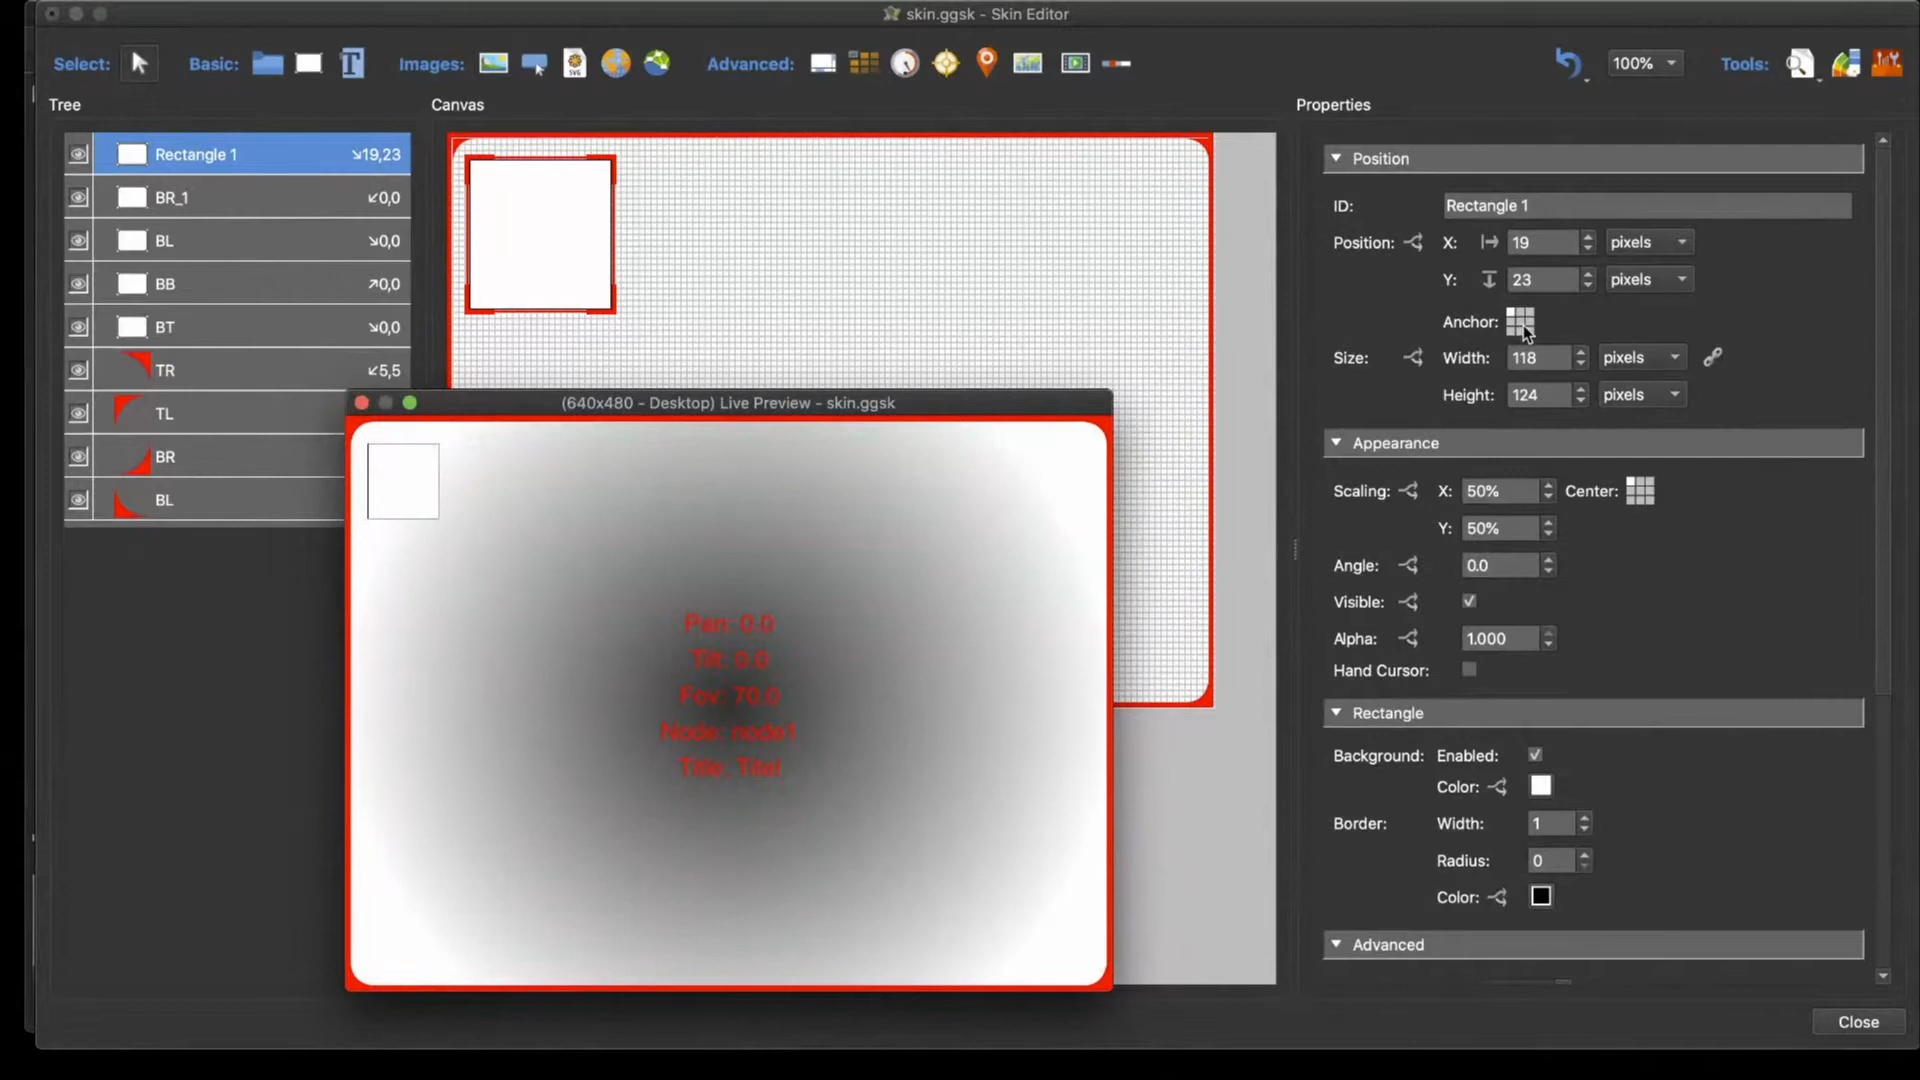 skin.ggsk - Skin Editor
Select: Basic: T Images: SVG Advanced: 100% Tools:
Tree Canvas Properties
Rectangle 1 ↘19,23
BR_1 ↙0,0
BL ↘0,0
BB ↗0,0
BT ↘0,0
TR ↙5,5
TL
BR
BL
(640x480 - Desktop) Live Preview - skin.ggsk
Pan: 0.0
Tilt: 0.0
Fov: 70.0
Node: node1
Title: Titel
Position
ID: Rectangle 1
Position: X: 19 pixels
Y: 23 pixels
Anchor:
Size: Width: 118 pixels
Height: 124 pixels
Appearance
Scaling: X: 50% Center:
Y: 50%
Angle: 0.0
Visible:
Alpha: 1.000
Hand Cursor:
Rectangle
Background: Enabled:
Color:
Border: Width: 1
Radius: 0
Color:
Advanced
Close